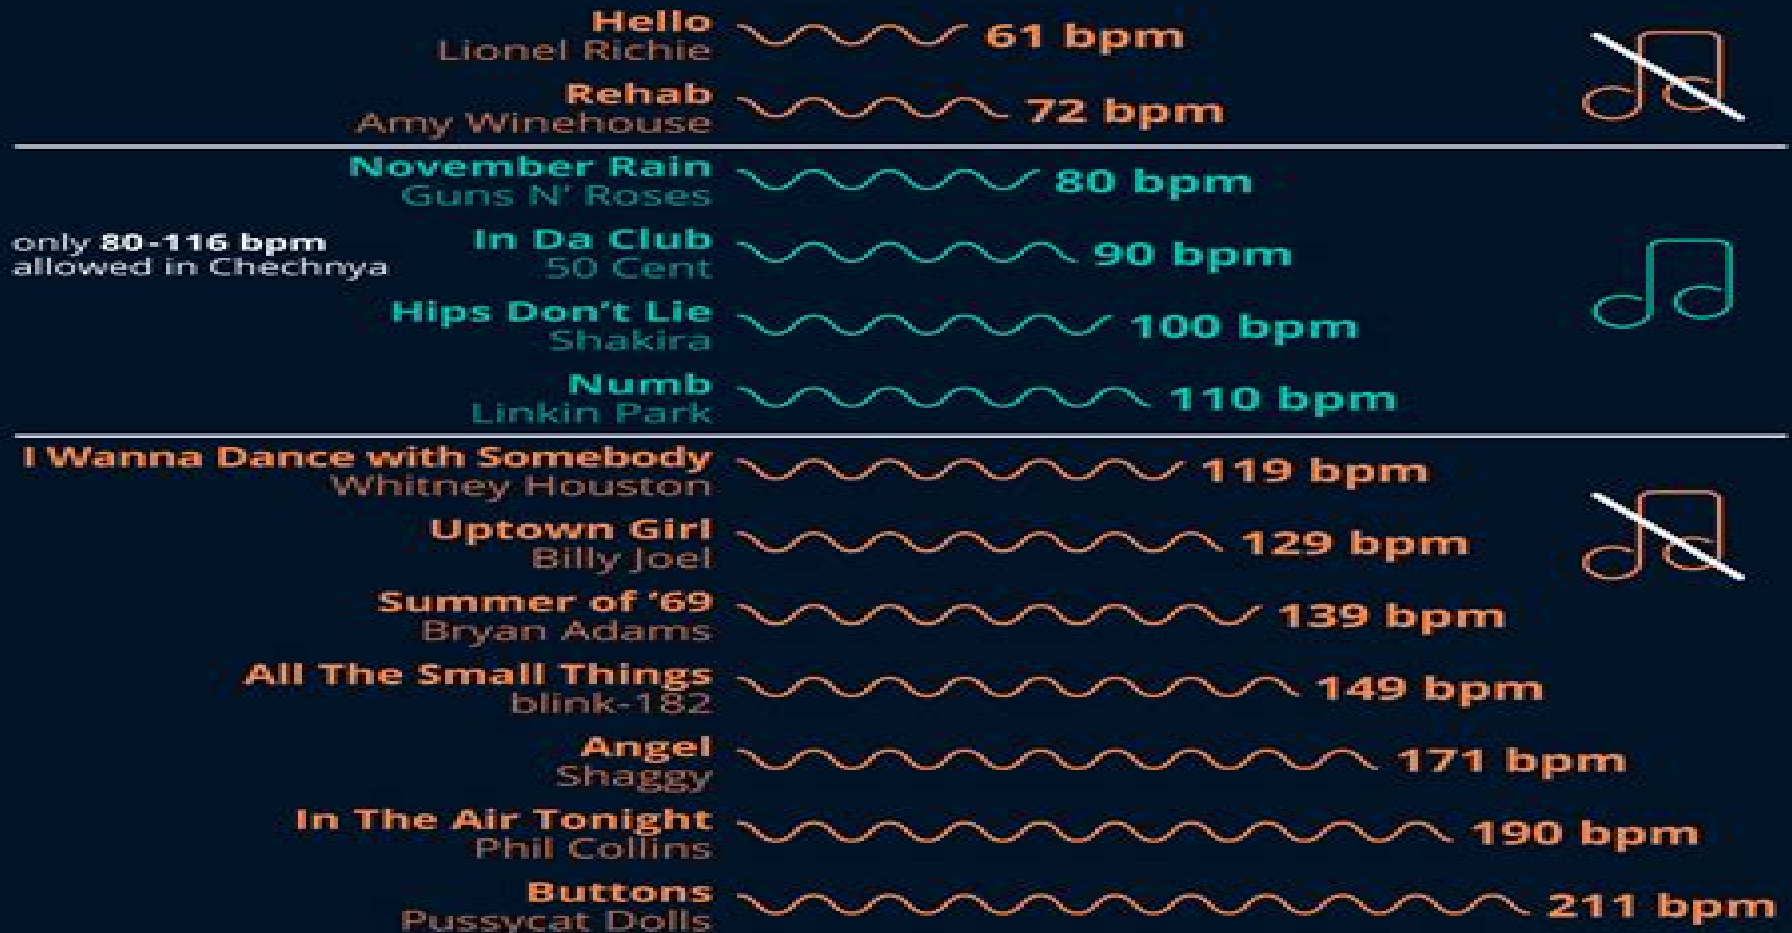 Hello
Lionel Richie
61 bpm
Rehab
Amy Winehouse
72 bpm
November Rain
Guns N' Roses
80 bpm
only 80-116 bpm
allowed in Chechnya
In Da Club
50 Cent
90 bpm
Hips Don't Lie
Shakira
100 bpm
Numb
Linkin Park
110 bpm
I Wanna Dance with Somebody
Whitney Houston
119 bpm
Uptown Girl
Billy Joel
129 bpm
Summer of '69
Bryan Adams
139 bpm
All The Small Things
blink-182
149 bpm
Angel
Shaggy
171 bpm
In The Air Tonight
Phil Collins
190 bpm
Buttons
Pussycat Dolls
211 bpm